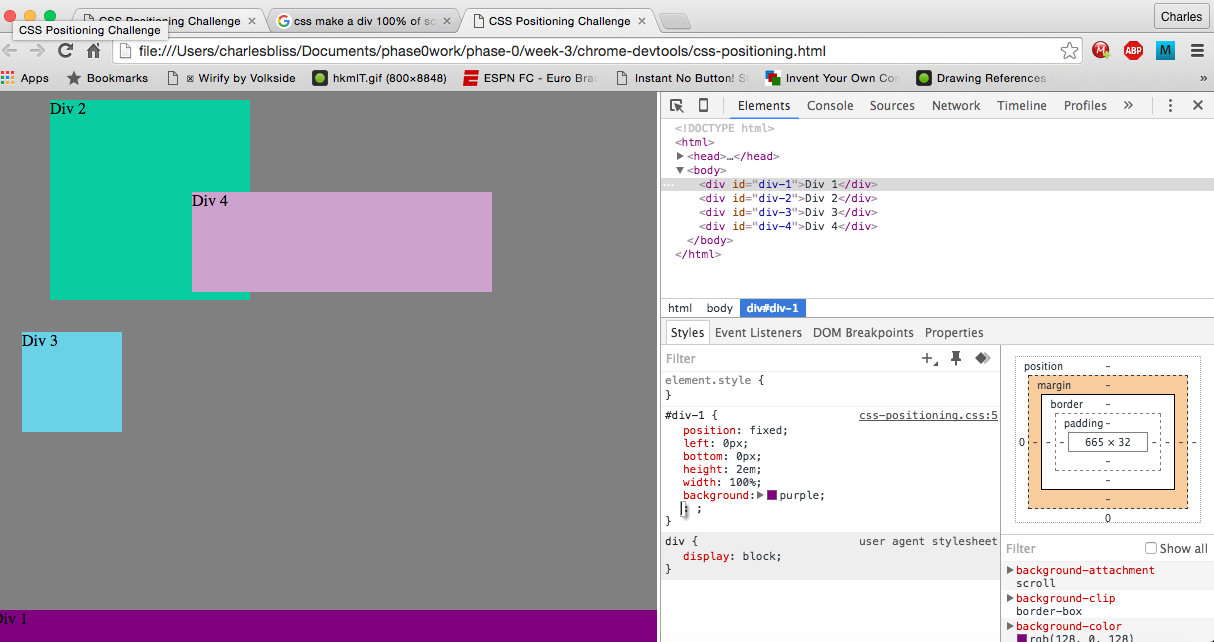 CSS Positioning Challenge
css make a div 100% of sc
CSS Positioning Challenge
Charles
CSS Positioning Challenge
file:///Users/charlesbliss/Documents/phase0work/phase-0/week-3/chrome-devtools/css-positioning.html
M ABP M
Apps Bookmarks Wirify by Volkside hkmIT.gif (800×8848) ESPN FC - Euro Bra Instant No Button! S Invent Your Own Co Drawing References »
Div 2
Div 4
Div 3
Div 1
Elements Console Sources Network Timeline Profiles »
<!DOCTYPE html>
<html>
<head>…</head>
<body>
<div id="div-1">Div 1</div>
<div id="div-2">Div 2</div>
<div id="div-3">Div 3</div>
<div id="div-4">Div 4</div>
</body>
</html>
html body div#div-1
Styles Event Listeners DOM Breakpoints Properties
Filter
element.style {
}
#div-1 { css-positioning.css:5
position: fixed;
left: 0px;
bottom: 0px;
height: 2em;
width: 100%;
background: purple;
: ;
}
div { user agent stylesheet
display: block;
}
position -
margin -
border -
padding -
0 - - - 665 × 32 - - - -
-
-
-
0
Filter Show all
background-attachment
scroll
background-clip
border-box
background-color
rgb(128, 0, 128)